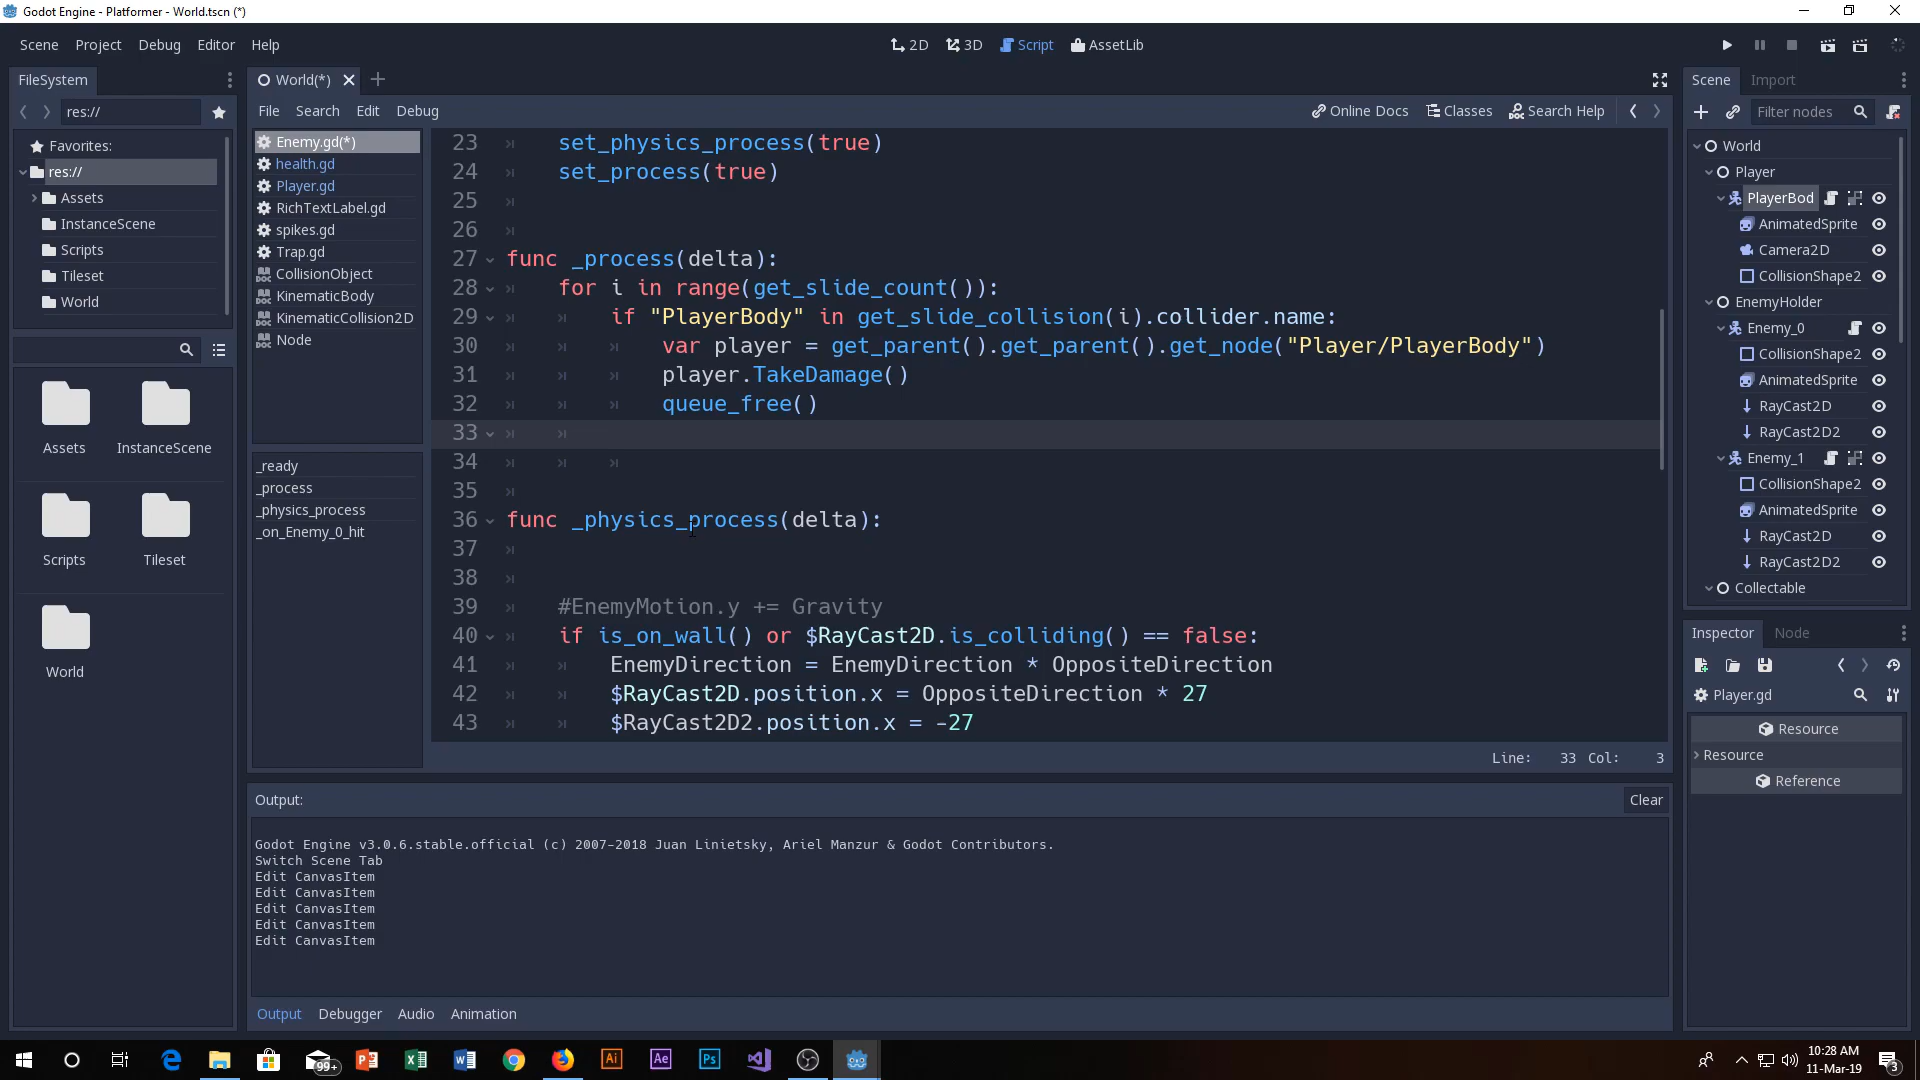 Godot Engine - Platformer - World.tscn (*)
Scene Project Debug Editor Help
2D 3D Script AssetLib
FileSystem
res://
Favorites:
res://
Assets
InstanceScene
Scripts
Tileset
World
Assets InstanceScene
Scripts Tileset
World
World(*)
File Search Edit Debug
Online Docs Classes Search Help
Enemy.gd(*)
health.gd
Player.gd
RichTextLabel.gd
spikes.gd
Trap.gd
CollisionObject
KinematicBody
KinematicCollision2D
Node
_ready
_process
_physics_process
_on_Enemy_0_hit
23 set_physics_process(true)
24 set_process(true)
25
26
27 func _process(delta):
28 for i in range(get_slide_count()):
29 if "PlayerBody" in get_slide_collision(i).collider.name:
30 var player = get_parent().get_parent().get_node("Player/PlayerBody")
31 player.TakeDamage()
32 queue_free()
33
34
35
36 func _physics_process(delta):
37
38
39 #EnemyMotion.y += Gravity
40 if is_on_wall() or $RayCast2D.is_colliding() == false:
41 EnemyDirection = EnemyDirection * OppositeDirection
42 $RayCast2D.position.x = OppositeDirection * 27
43 $RayCast2D2.position.x = -27
Line: 33 Col: 3
Output:
Clear
Godot Engine v3.0.6.stable.official (c) 2007-2018 Juan Linietsky, Ariel Manzur & Godot Contributors.
Switch Scene Tab
Edit CanvasItem
Edit CanvasItem
Edit CanvasItem
Edit CanvasItem
Edit CanvasItem
Output Debugger Audio Animation
Scene Import
Filter nodes
World
Player
PlayerBod
AnimatedSprite
Camera2D
CollisionShape2
EnemyHolder
Enemy_0
CollisionShape2
AnimatedSprite
RayCast2D
RayCast2D2
Enemy_1
CollisionShape2
AnimatedSprite
RayCast2D
RayCast2D2
Collectable
Inspector Node
Player.gd
Resource
Resource
Reference
99+
10:28 AM
11-Mar-19
3